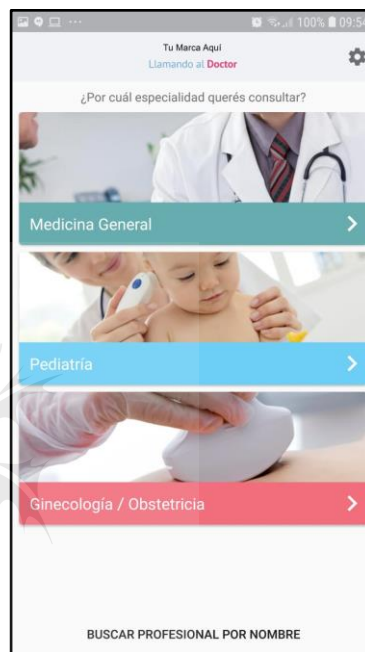 100% 09:54
Tu Marca Aquí
Llamando al Doctor
¿Por cuál especialidad querés consultar?
Medicina General
Pediatría
Ginecología / Obstetricia
BUSCAR PROFESIONAL POR NOMBRE